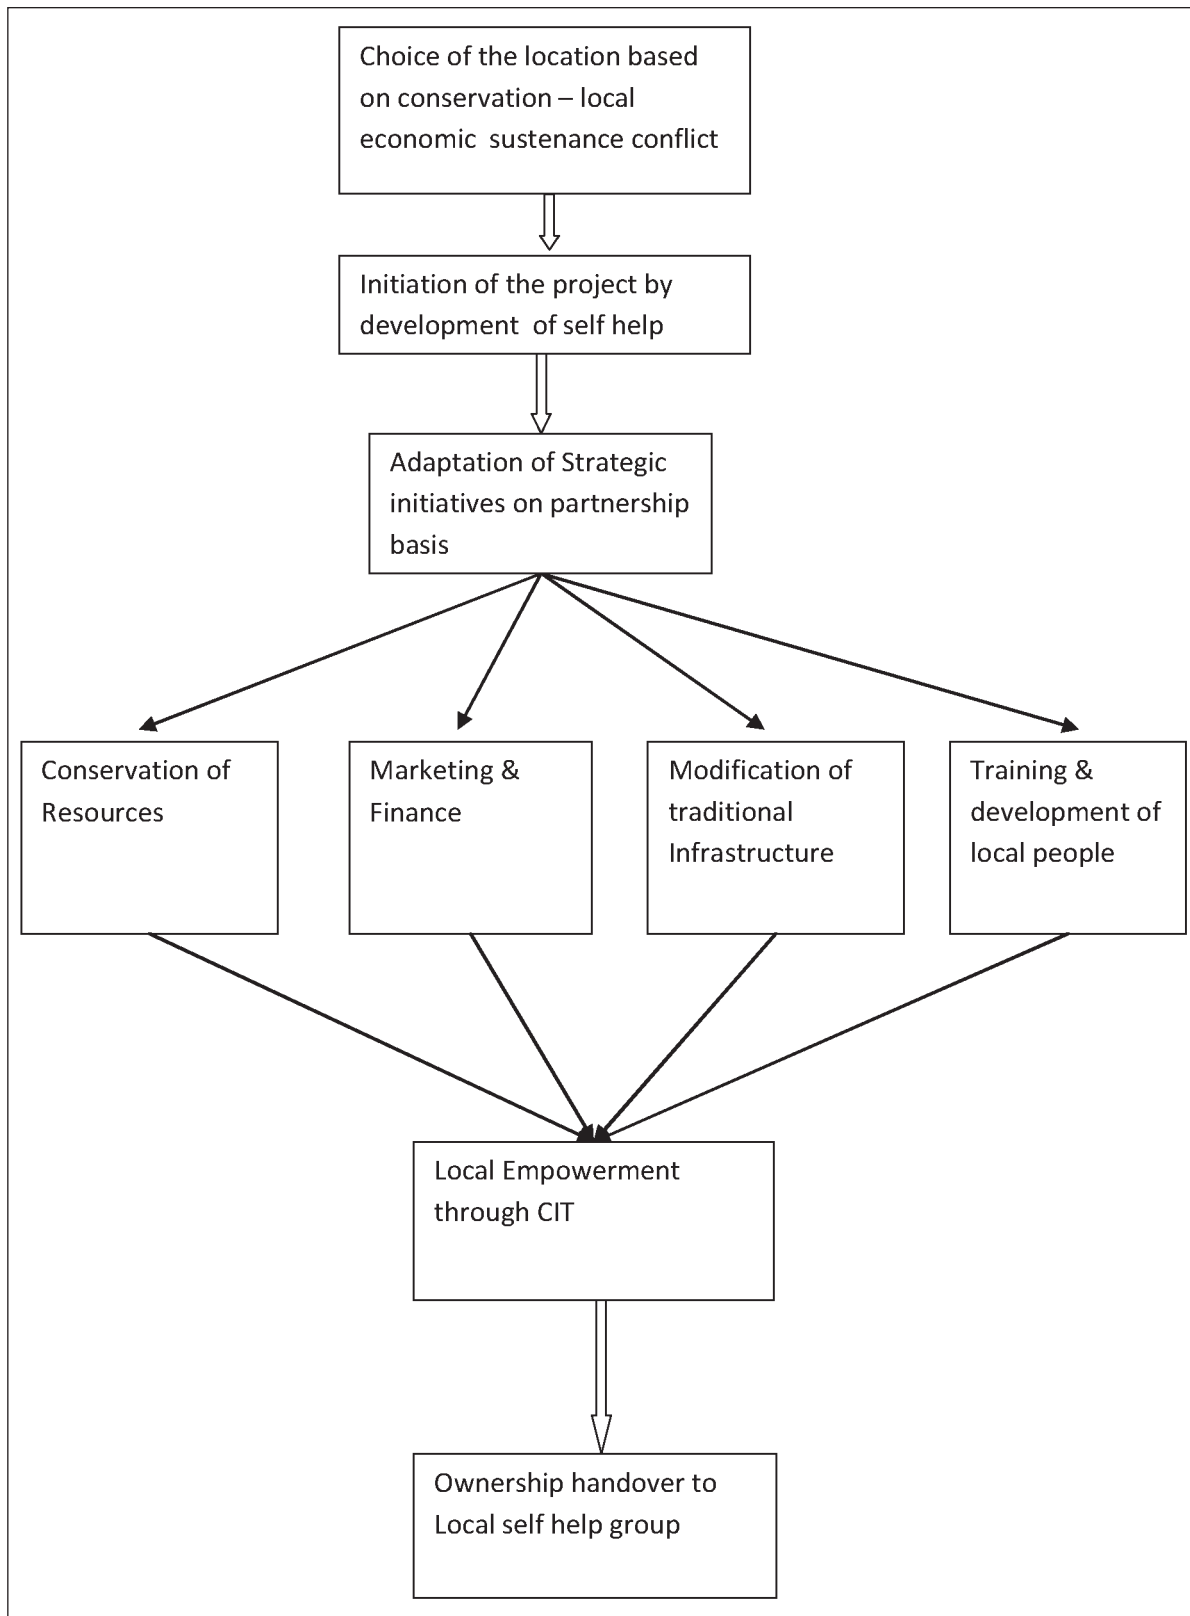 Choice of the location based
on conservation – local
economic  sustenance conflict
Initiation of the project by
development  of self help
Adaptation of Strategic
initiatives on partnership
basis
Conservation of
Resources
Marketing &
Finance
Modification of
traditional
Infrastructure
Training &
development of
local people
Local Empowerment
through CIT
Ownership handover to
Local self help group